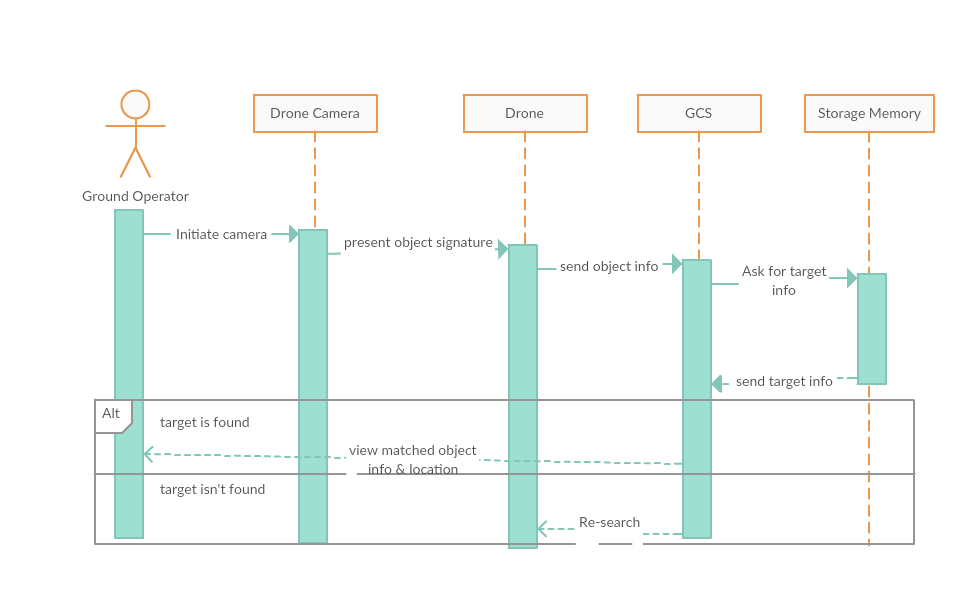 Drone Camera
Drone
GCS
Storage Memory
Ground Operator
Initiate camera
present object signature
send object info
Ask for target
info
send target info
Alt
target is found
view matched object
info & location
target isn't found
Re-search